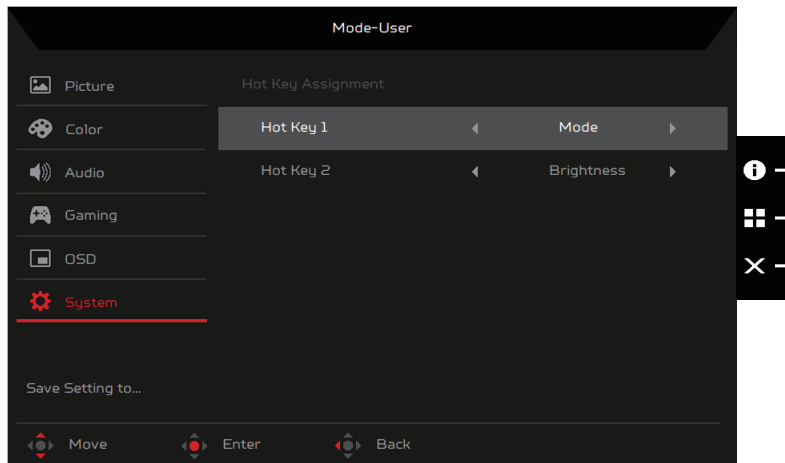 Mode-User
Picture
Hot Key Assignment
Color
Hot Key 1 Mode
Audio
Hot Key 2 Brightness
Gaming
OSD
System
Save Setting to...
Move Enter Back